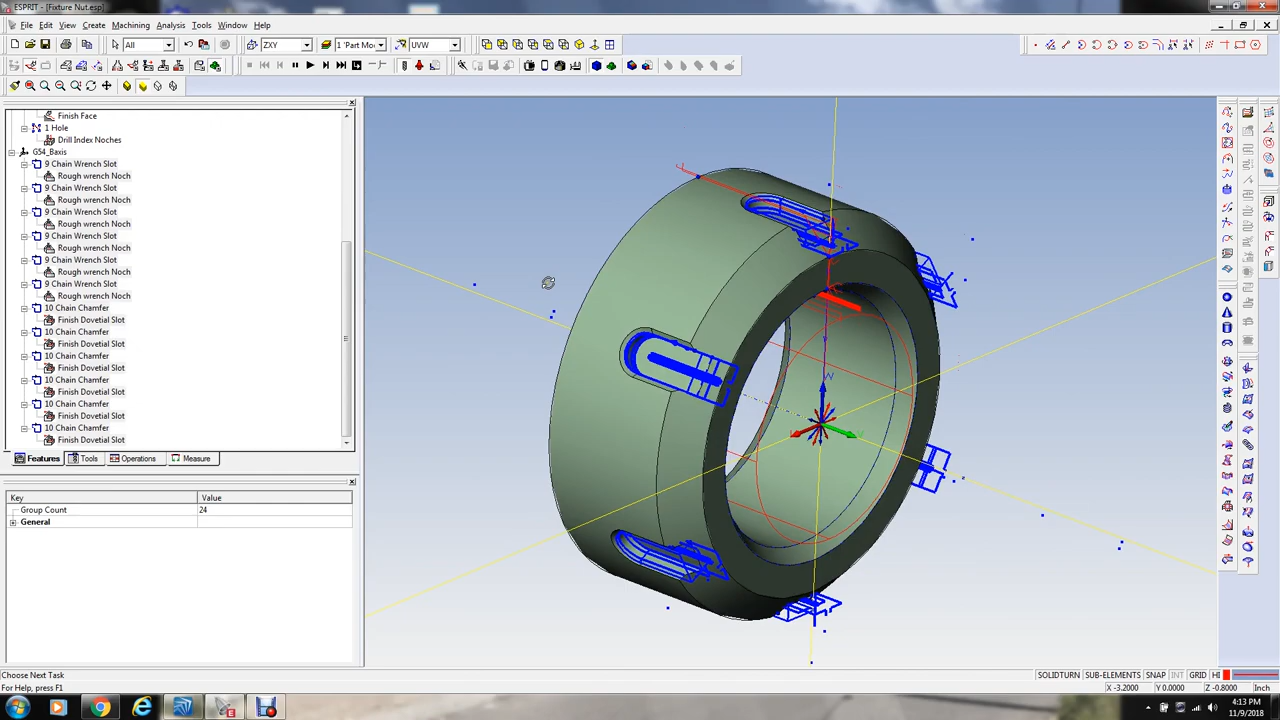 ESPRIT - [Fixture Nut.esp]
File Edit View Create Machining Analysis Tools Window Help
All ZXY 1 'Part Mo UVW
Finish Face
1 Hole
Drill Index Noches
G54_Baxis
9 Chain Wrench Slot
Rough wrench Noch
9 Chain Wrench Slot
Rough wrench Noch
9 Chain Wrench Slot
Rough wrench Noch
9 Chain Wrench Slot
Rough wrench Noch
9 Chain Wrench Slot
Rough wrench Noch
9 Chain Wrench Slot
Rough wrench Noch
10 Chain Chamfer
Finish Dovetial Slot
10 Chain Chamfer
Finish Dovetial Slot
10 Chain Chamfer
Finish Dovetial Slot
10 Chain Chamfer
Finish Dovetial Slot
10 Chain Chamfer
Finish Dovetial Slot
10 Chain Chamfer
Finish Dovetial Slot
Features Tools Operations Measure
Key Value
Group Count 24
General
W
Choose Next Task
SOLIDTURN SUB-ELEMENTS SNAP INT GRID HI
For Help, press F1
X -3.2000 Y 0.0000 Z -0.8000 Inch
4:13 PM
11/9/2018